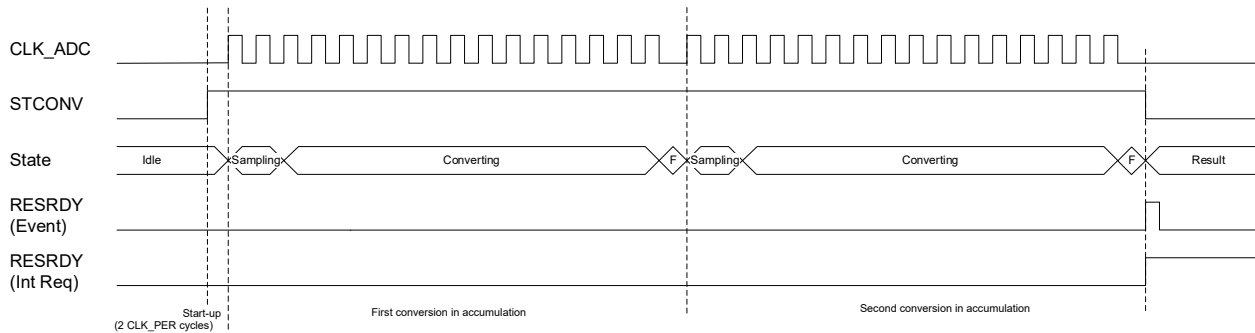 CLK_ADC
STCONV
State
Idle
Sampling
Converting
F
Sampling
Converting
F
Result
RESRDY
(Event)
RESRDY
(Int Req)
Start-up
(2 CLK_PER cycles)
First conversion in accumulation
Second conversion in accumulation